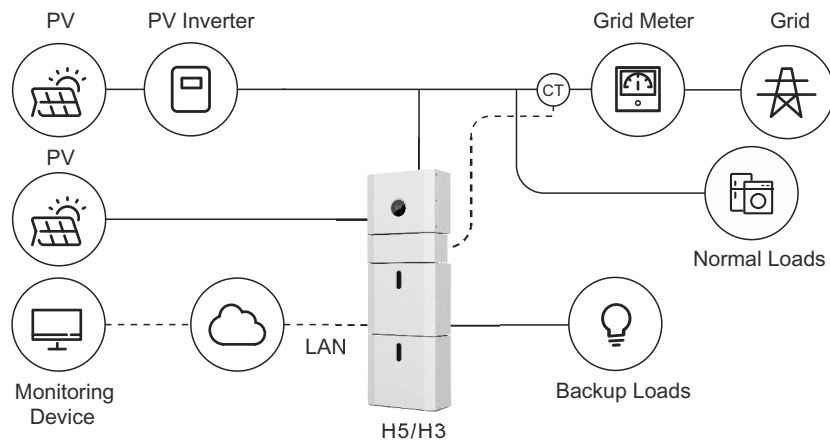 PV
PV Inverter
Grid Meter
Grid
CT
PV
Normal Loads
LAN
Monitoring
Device
Backup Loads
H5/H3